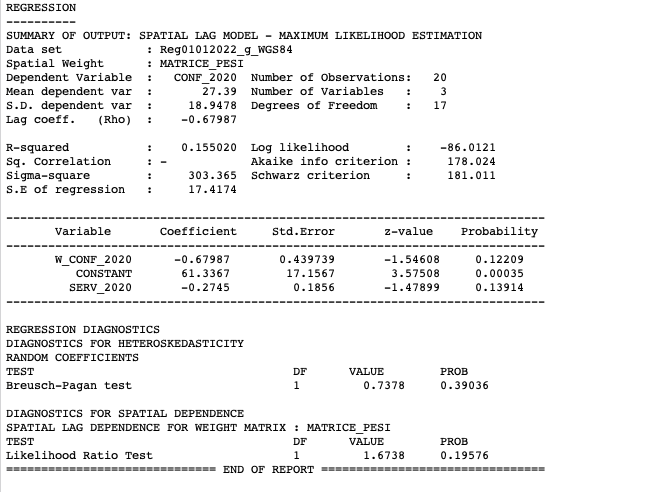 REGRESSION
----------
SUMMARY OF OUTPUT: SPATIAL LAG MODEL - MAXIMUM LIKELIHOOD ESTIMATION
Data set            : Reg01012022_g_WGS84
Spatial Weight      : MATRICE_PESI
Dependent Variable  :   CONF_2020  Number of Observations:   20
Mean dependent var  :       27.39  Number of Variables   :    3
S.D. dependent var  :     18.9478  Degrees of Freedom    :   17
Lag coeff.   (Rho)  :    -0.67987
R-squared           :    0.155020  Log likelihood        :    -86.0121
Sq. Correlation     : -            Akaike info criterion :     178.024
Sigma-square        :     303.365  Schwarz criterion     :     181.011
S.E of regression   :     17.4174
-----------------------------------------------------------------------------
Variable     Coefficient     Std.Error       z-value    Probability
-----------------------------------------------------------------------------
W_CONF_2020     -0.67987      0.439739       -1.54608      0.12209
CONSTANT      61.3367       17.1567        3.57508      0.00035
SERV_2020      -0.2745        0.1856       -1.47899      0.13914
-----------------------------------------------------------------------------
REGRESSION DIAGNOSTICS
DIAGNOSTICS FOR HETEROSKEDASTICITY
RANDOM COEFFICIENTS
TEST                                     DF      VALUE        PROB
Breusch-Pagan test                       1        0.7378      0.39036
DIAGNOSTICS FOR SPATIAL DEPENDENCE
SPATIAL LAG DEPENDENCE FOR WEIGHT MATRIX : MATRICE_PESI
TEST                                     DF      VALUE        PROB
Likelihood Ratio Test                    1        1.6738      0.19576
============================== END OF REPORT ================================